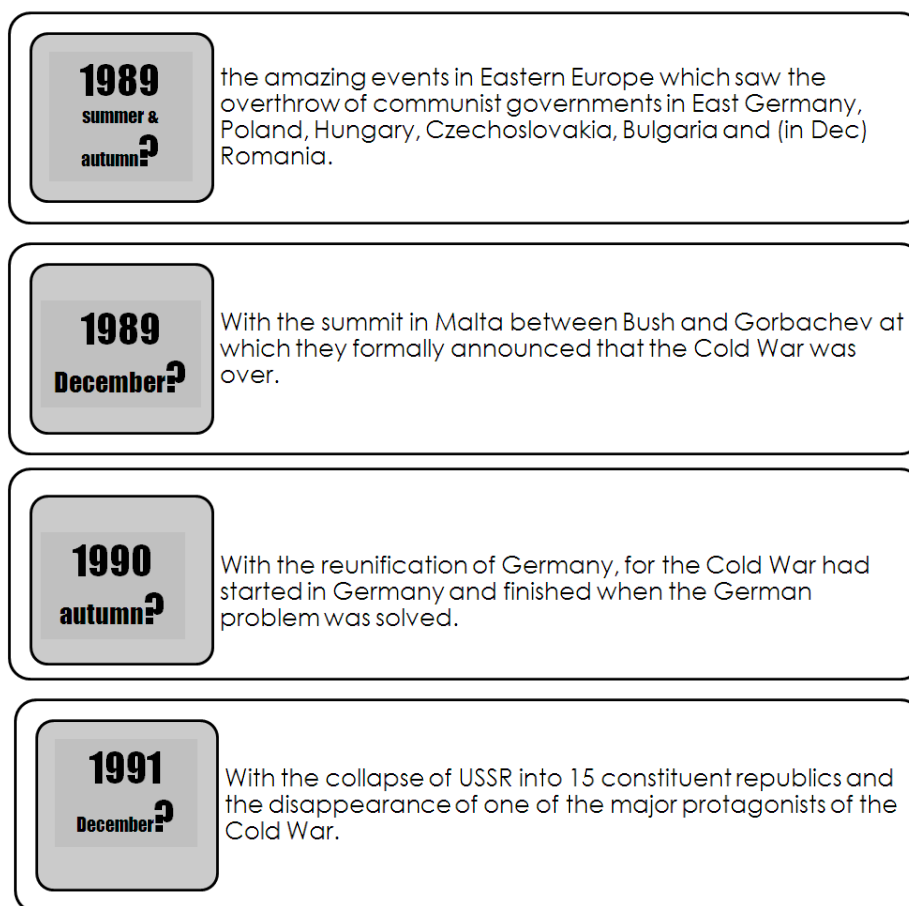 1989
summer &
autumn?
the amazing events in Eastern Europe which saw the
overthrow of communist governments in East Germany,
Poland, Hungary, Czechoslovakia, Bulgaria and (in Dec)
Romania.
1989
December?
With the summit in Malta between Bush and Gorbachev at
which they formally announced that the Cold War was
over.
1990
autumn?
With the reunification of Germany, for the Cold War had
started in Germany and finished when the German
problem was solved.
1991
December?
With the collapse of USSR into 15 constituent republics and
the disappearance of one of the major protagonists of the
Cold War.